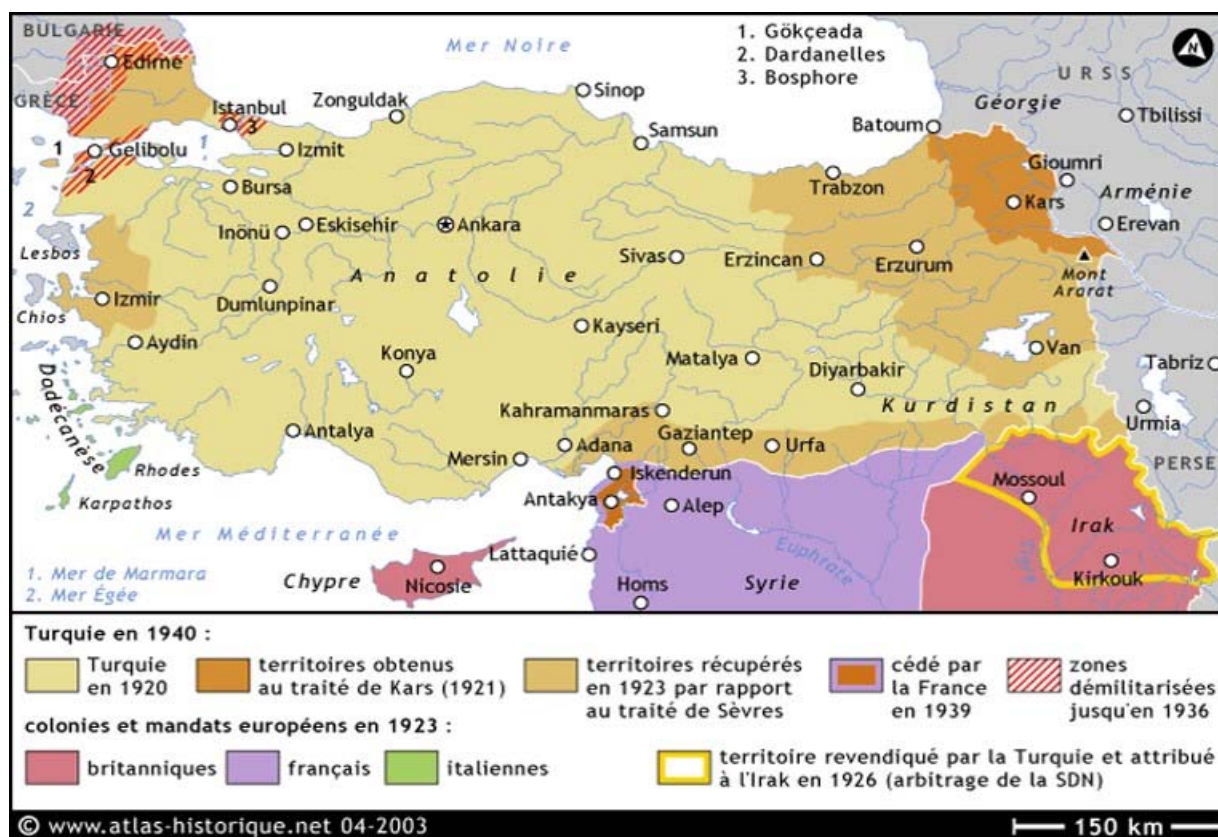 BULGARIE
Mer Noire
1. Gökçeada
2. Dardanelles
3. Bosphore
N
Edirne
URSS
GRÈCE
Istanbul
3
Zonguldak
Sinop
Géorgie
Tbilissi
Batoum
Samsun
1
Gelibolu
1
Izmit
Gioumri
2
Trabzon
Arménie
Bursa
Kars
2
Eskisehir
Ankara
Erevan
Inönü
Lesbos
Sivas
Erzincan
Erzurum
Anatolie
Mont
Ararat
Izmir
Dumlunpinar
Chios
Kayseri
Aydin
Konya
Matalya
Van
Tabriz
Diyarbakir
Dadécanèse
Kahramanmaras
Kurdistan
Urmia
Antalya
Gaziantep
Adana
Urfa
Mersin
Rhodes
Iskenderun
PERSE
Karpathos
Antakya
Alep
Mossoul
Irak
Mer Méditerranée
Lattaquié
Euphrate
1. Mer de Marmara
2. Mer Égée
Chypre
Nicosie
Syrie
Kirkouk
Homs
Turquie en 1940 :
Turquie
en 1920
territoires obtenus
au traité de Kars (1921)
territoires récupérés
en 1923 par rapport
au traité de Sèvres
cédé par
la France
en 1939
zones
démilitarisées
jusqu'en 1936
colonies et mandats européens en 1923 :
britanniques
français
italiennes
territoire revendiqué par la Turquie et attribué
à l'Irak en 1926 (arbitrage de la SDN)
© www.atlas-historique.net 04-2003
150 km